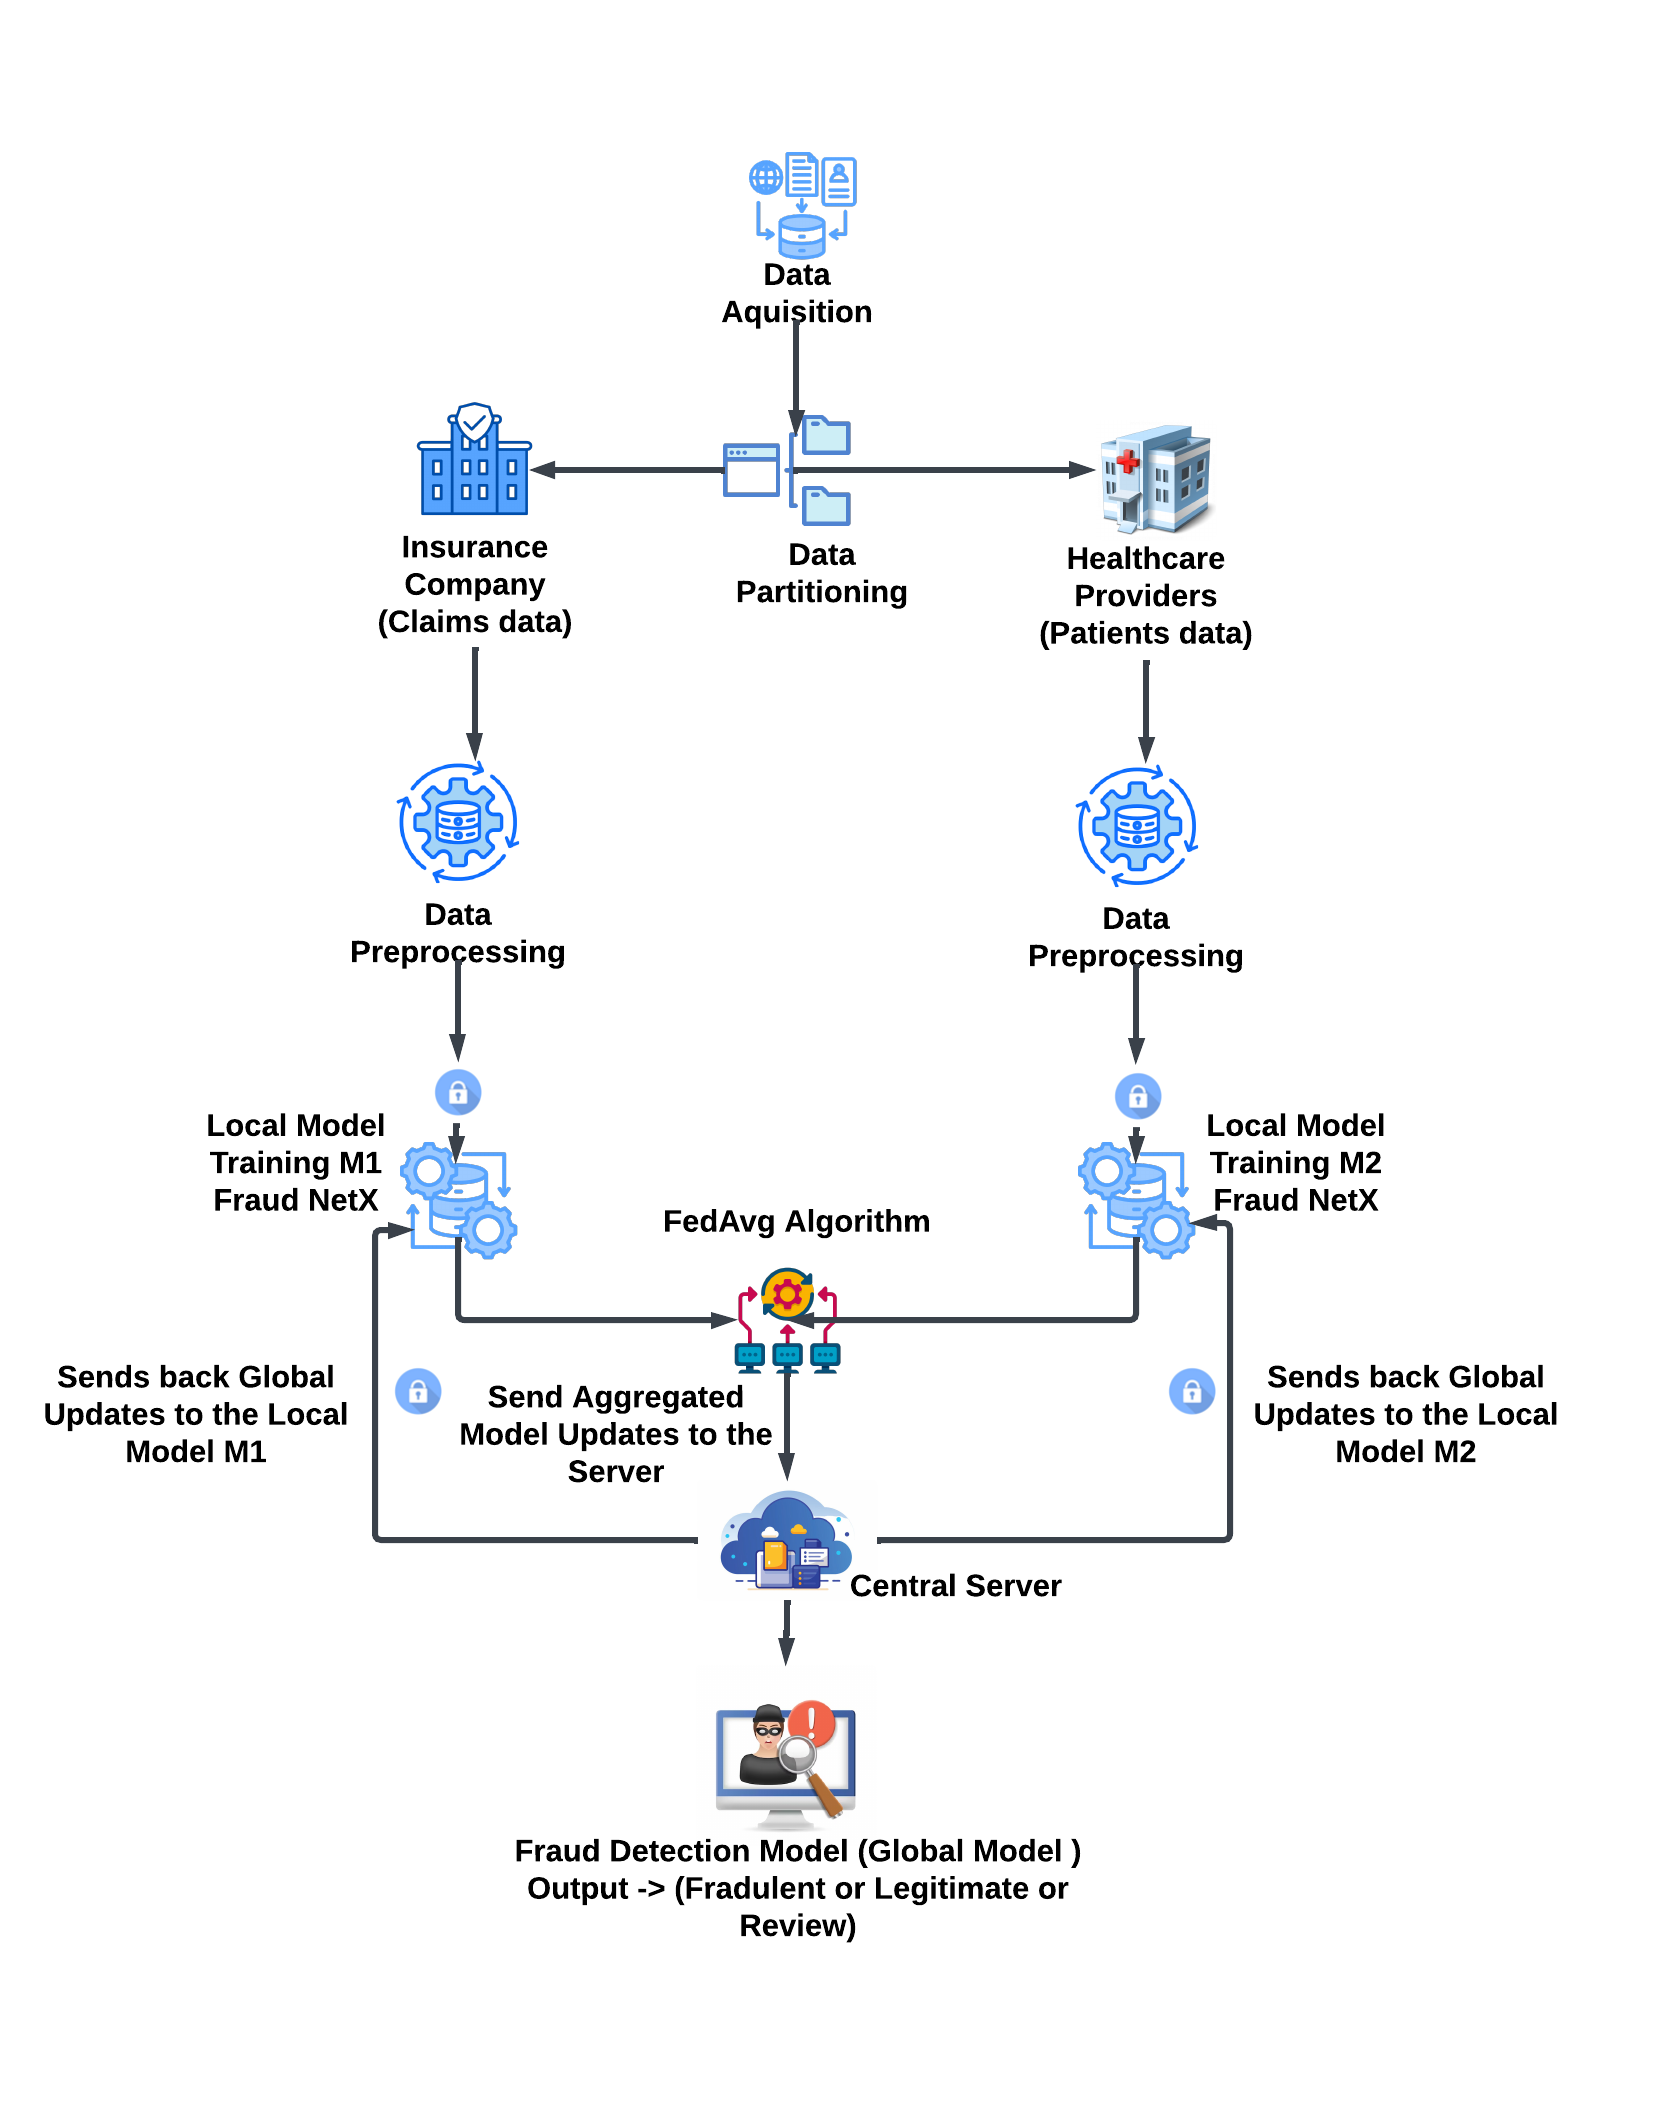 Data
Aquisition
Insurance
Company
(Claims data)
Data
Partitioning
Healthcare
Providers
(Patients data)
Data
Preprocessing
Data
Preprocessing
Local Model
Training M1
Fraud NetX
Local Model
Training M2
Fraud NetX
FedAvg Algorithm
Sends back Global
Updates to the Local
Model M1
Send Aggregated
Model Updates to the
Server
Sends back Global
Updates to the Local
Model M2
Central Server
Fraud Detection Model (Global Model )
Output -> (Fradulent or Legitimate or
Review)